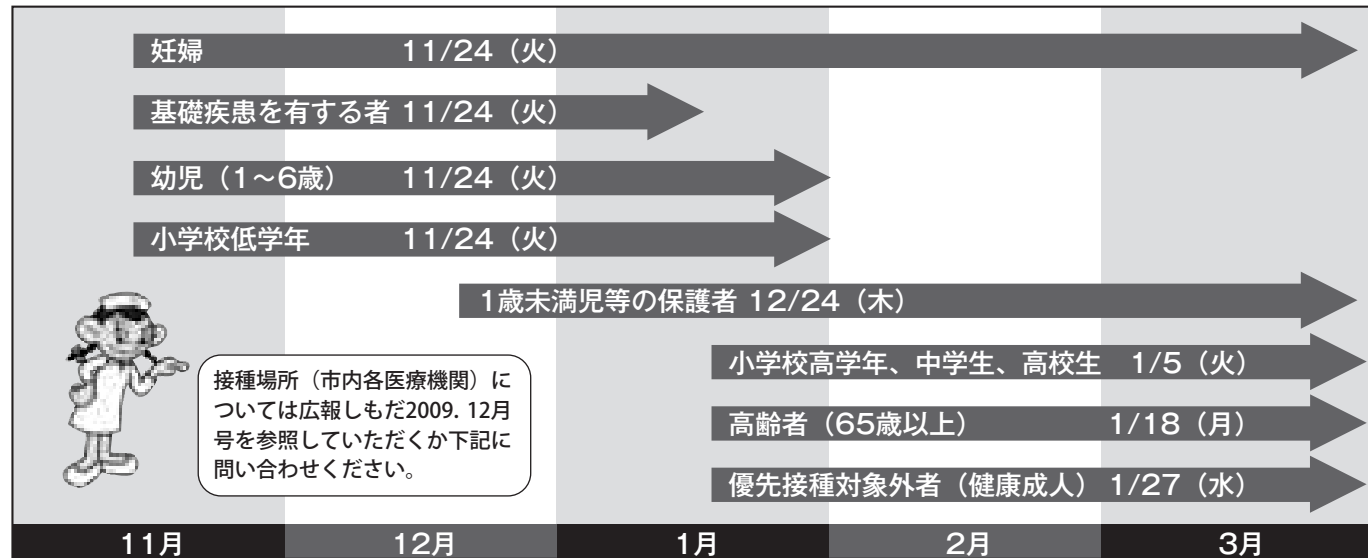 妊婦 11/24（火）
基礎疾患を有する者 11/24（火）
幼児（1～6歳） 11/24（火）
小学校低学年 11/24（火）
1歳未満児等の保護者 12/24（木）
小学校高学年、中学生、高校生 1/5（火）
高齢者（65歳以上） 1/18（月）
優先接種対象外者（健康成人） 1/27（水）
接種場所（市内各医療機関）に
ついては広報しもだ2009. 12月
号を参照していただくか下記に
問い合わせください。
11月 12月 1月 2月 3月